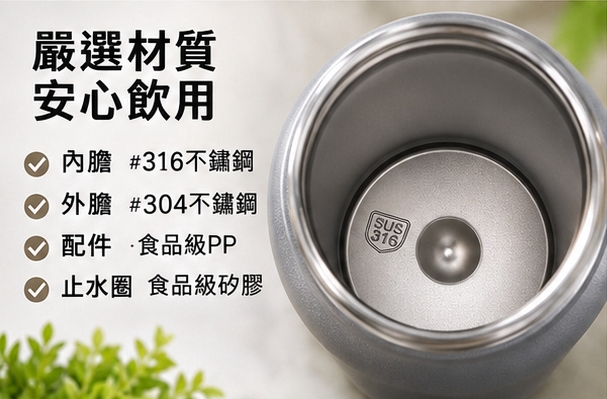 嚴選材質
安心飲用
內膽 #316不鏽鋼
外膽 #304不鏽鋼
配件 ·食品級PP
止水圈 食品級矽膠
SUS
316